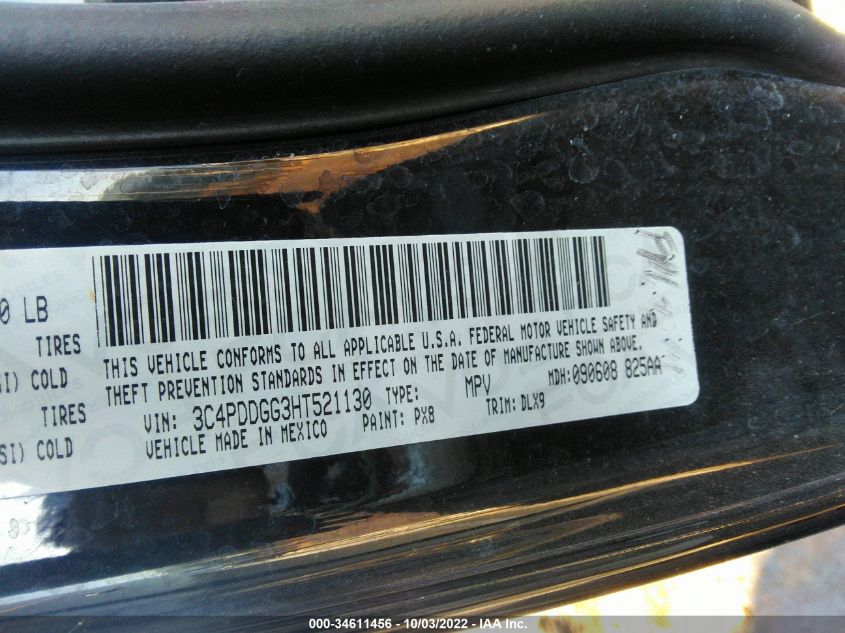 0 LB
TIRES
SI) COLD
TIRES
SI) COLD
THIS VEHICLE CONFORMS TO ALL APPLICABLE U.S.A. FEDERAL MOTOR VEHICLE SAFETY AND
THEFT PREVENTION STANDARDS IN EFFECT ON THE DATE OF MANUFACTURE SHOWN ABOVE.
VIN: 3C4PDDGG3HT521130 TYPE: MPV MDH:090608 825AA
VEHICLE MADE IN MEXICO PAINT: PX8 TRIM: DLX9
000-34611456 - 10/03/2022 - IAA Inc.